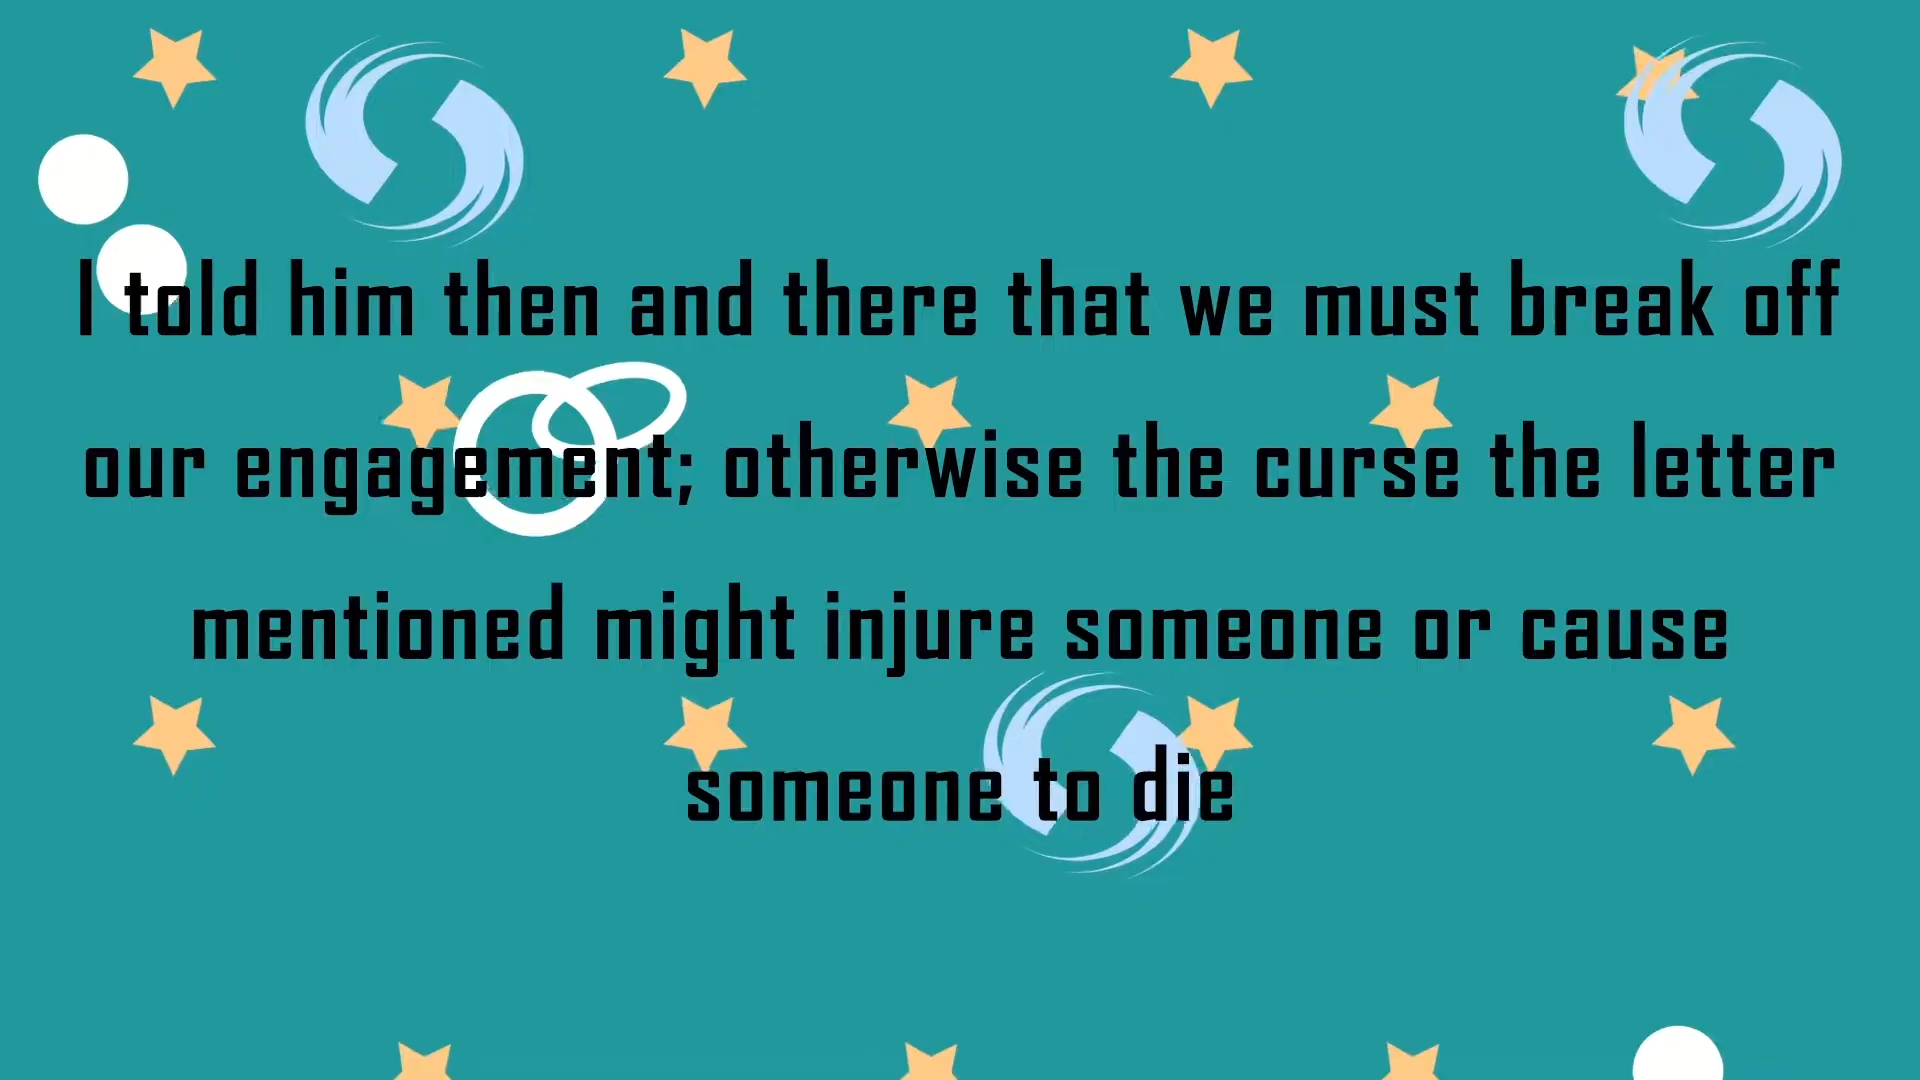 I told him then and there that we must break off
our engagement; otherwise the curse the letter
mentioned might injure someone or cause
someone to die